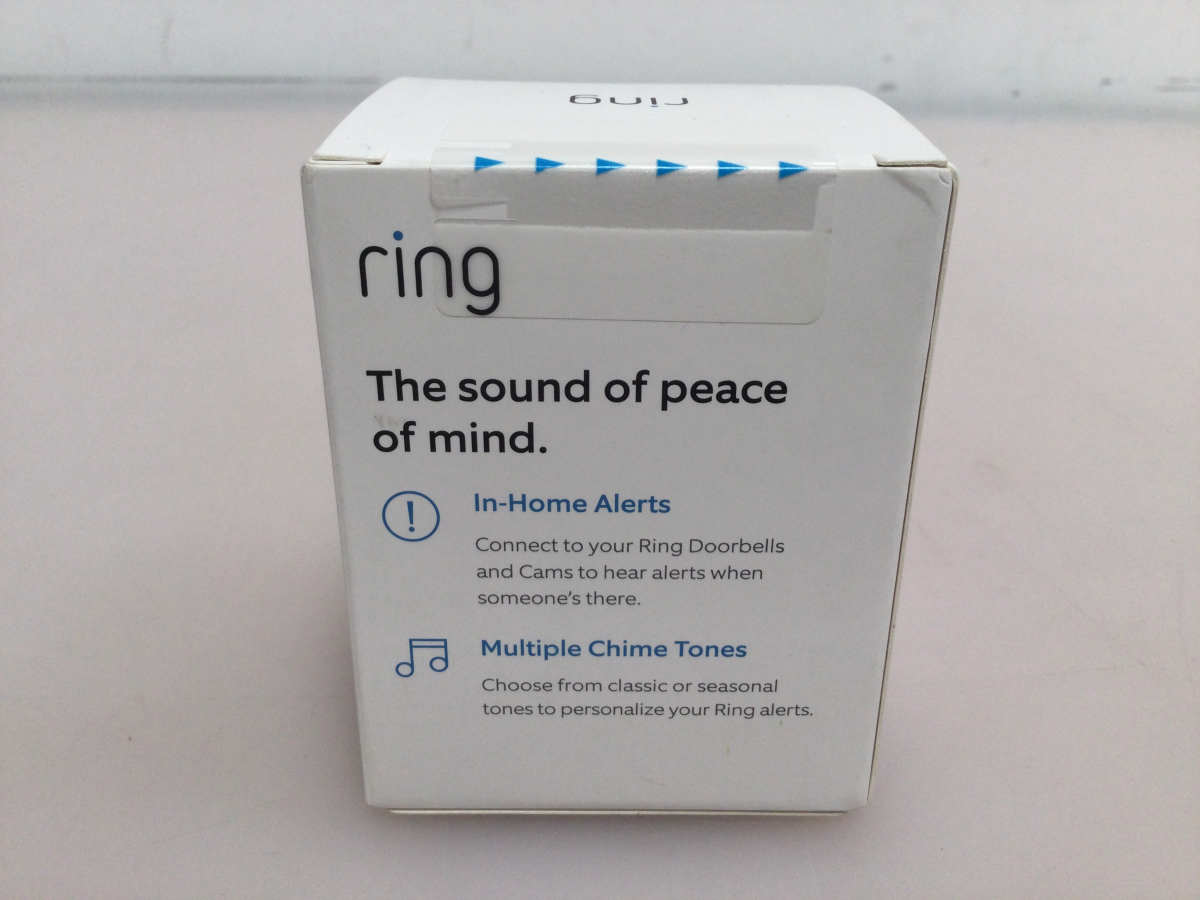 ring
ring
The sound of peace
of mind.
In-Home Alerts
Connect to your Ring Doorbells
and Cams to hear alerts when
someone's there.
Multiple Chime Tones
Choose from classic or seasonal
tones to personalize your Ring alerts.